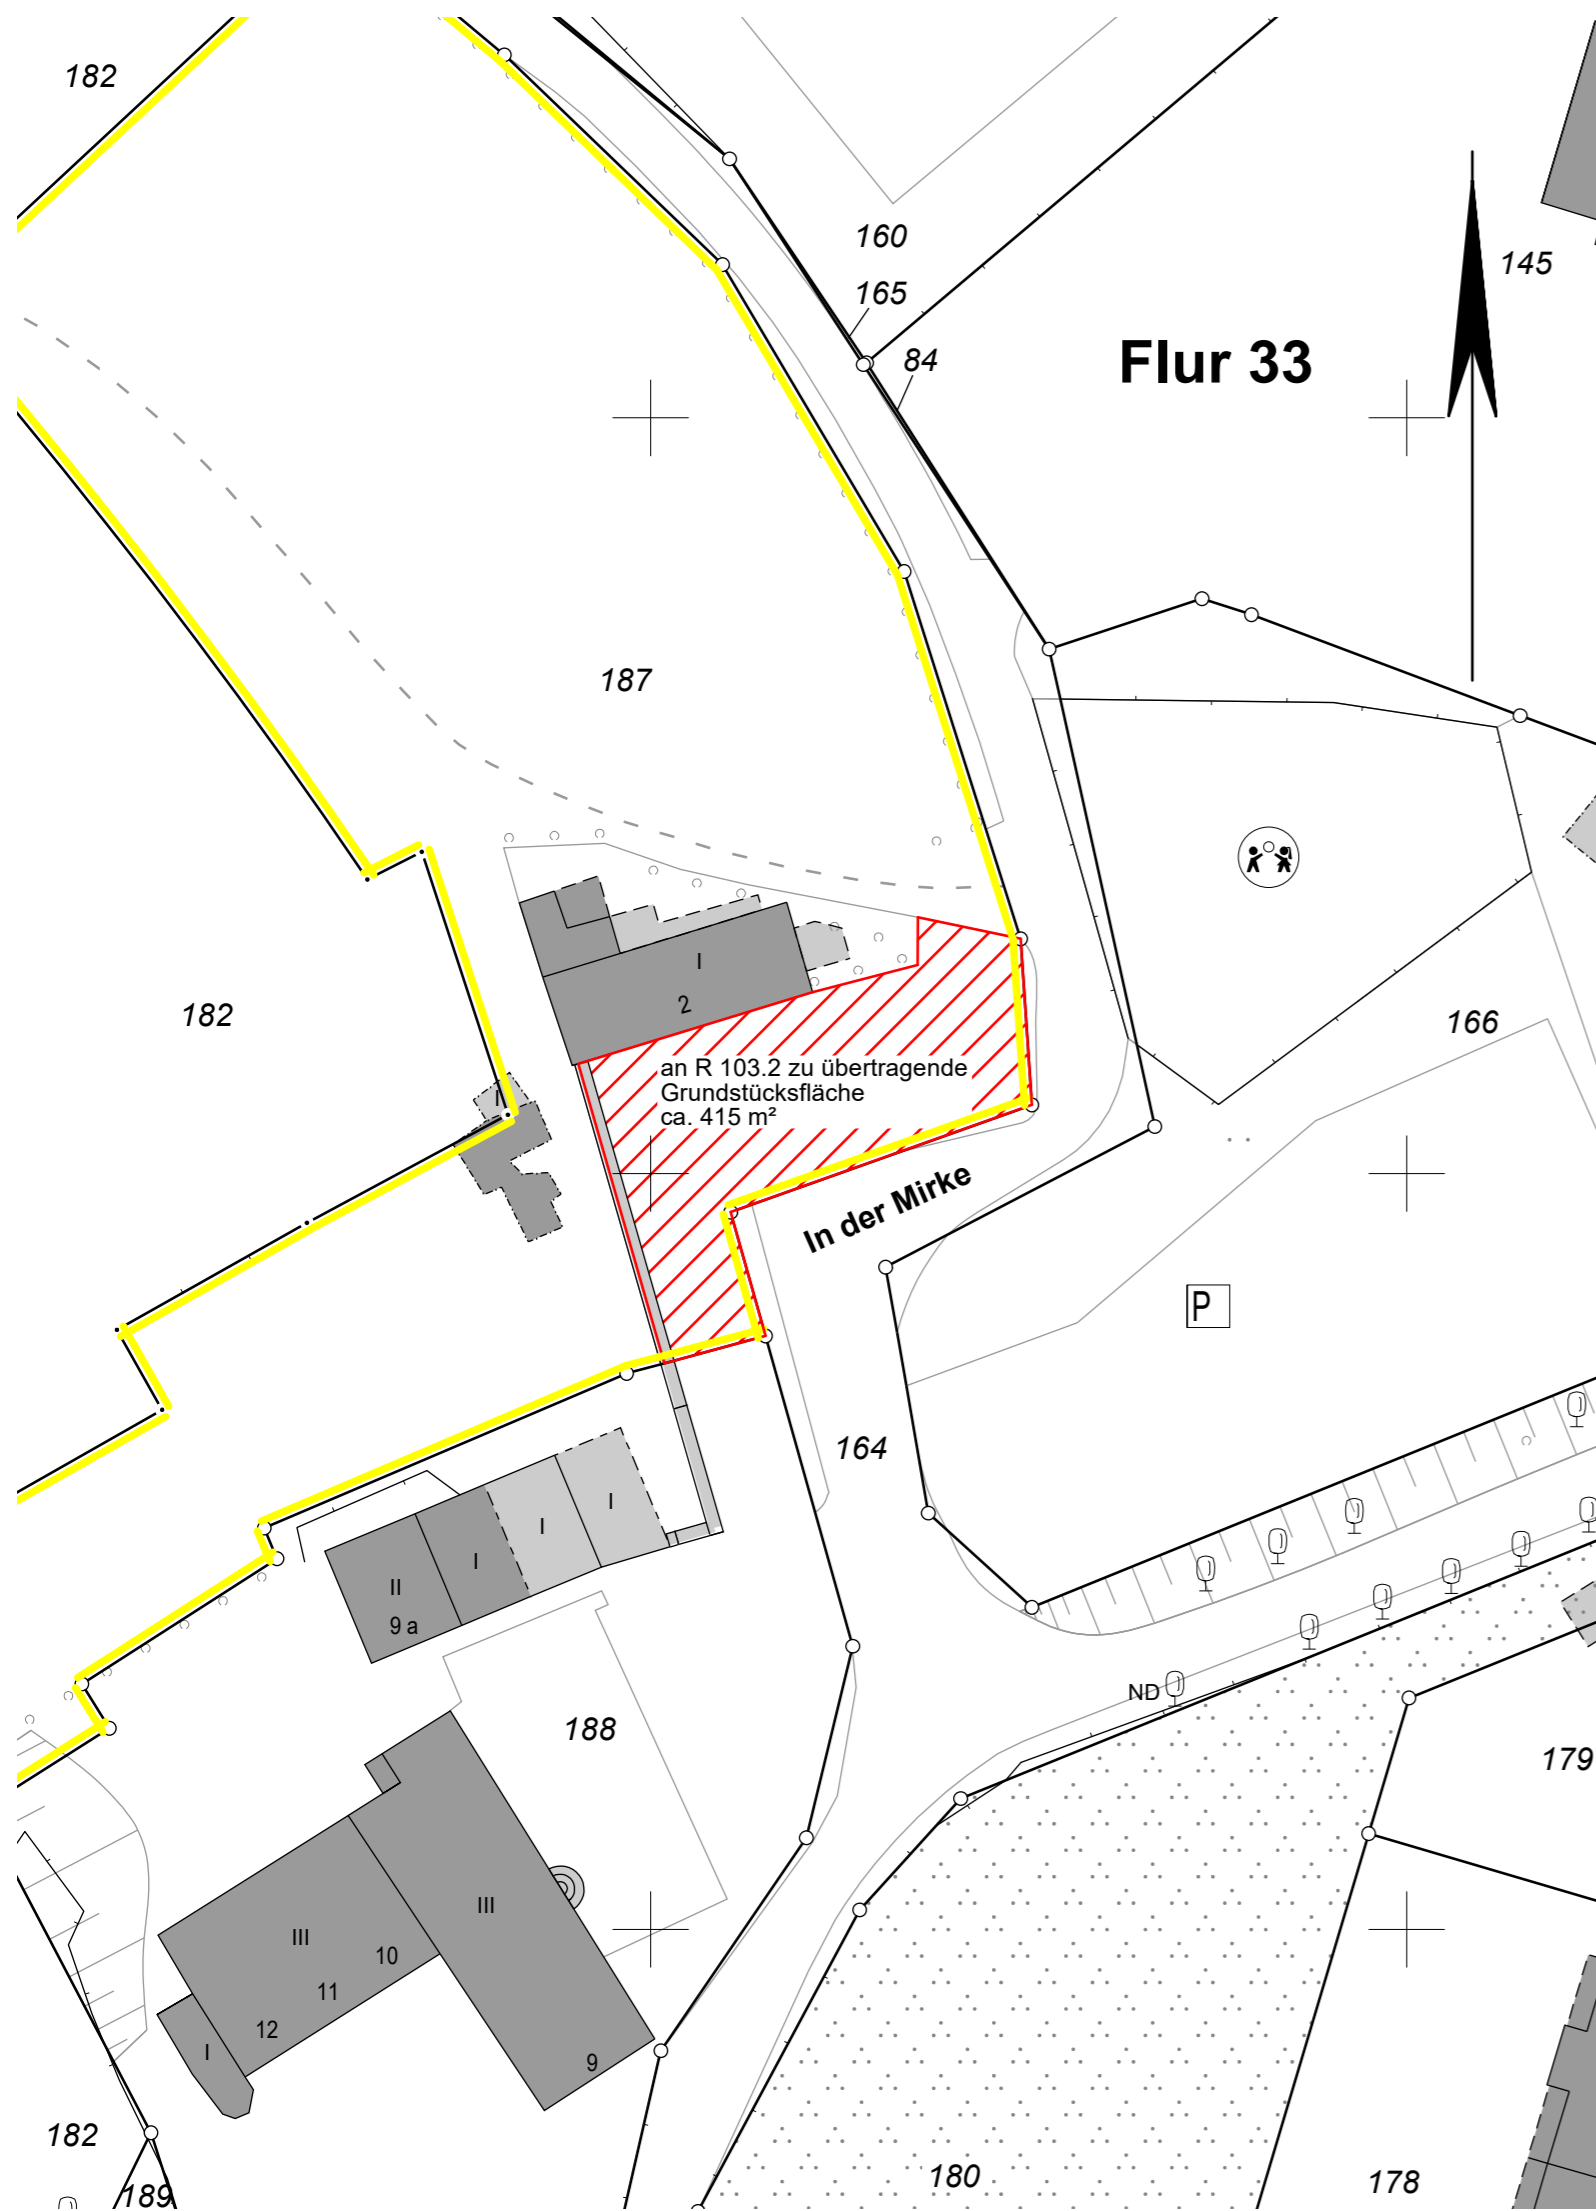 182
160
165
84
145
Flur 33
187
182
I
2
I
an R 103.2 zu übertragende
Grundstücksfläche
ca. 415 m²
166
In der Mirke
P
164
I
I
I
II
9 a
ND
188
179
III
III
10
11
12
I
9
182
189
180
178